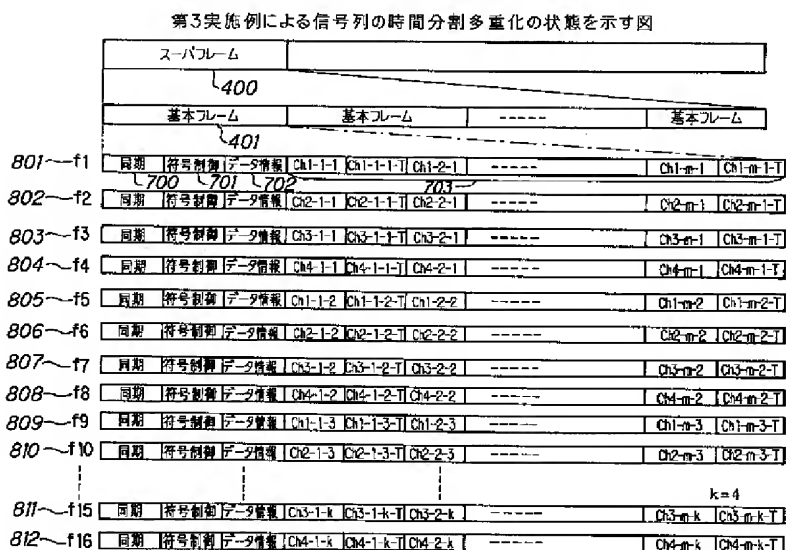 第3実施例による信号列の時間分割多重化の状態を示す図
スーパフレーム
400
基本フレーム 基本フレーム ----- 基本フレーム
401
801 f1 同期 符号制御 データ情報 Ch1-1-1 Ch1-1-1-T Ch1-2-1 Ch1-m-1 Ch1-m-1-T
700 701 702 703
802 f2 同期 符号制御 データ情報 Ch2-1-1 Ch2-1-1-T Ch2-2-1 ----- Ch2-m-1 Ch2-m-1-T
803 f3 同期 符号制御 データ情報 Ch3-1-1 Ch3-1-1-T Ch3-2-1 ----- Ch3-m-1 Ch3-m-1-T
804 f4 同期 符号制御 データ情報 Ch4-1-1 Ch4-1-1-T Ch4-2-1 ----- Ch4-m-1 Ch4-m-1-T
805 f5 同期 符号制御 データ情報 Ch1-1-2 Ch1-1-2-T Ch1-2-2 ----- Ch1-m-2 Ch1-m-2-T
806 f6 同期 符号制御 データ情報 Ch2-1-2 Ch2-1-2-T Ch2-2-2 ----- Ch2-m-2 Ch2-m-2-T
807 f7 同期 符号制御 データ情報 Ch3-1-2 Ch3-1-2-T Ch3-2-2 ----- Ch3-m-2 Ch3-m-2-T
808 f8 同期 符号制御 データ情報 Ch4-1-2 Ch4-1-2-T Ch4-2-2 ----- Ch4-m-2 Ch4-m-2-T
809 f9 同期 符号制御 データ情報 Ch1-1-3 Ch1-1-3-T Ch1-2-3 ----- Ch1-m-3 Ch1-m-3-T
810 f10 同期 符号制御 データ情報 Ch2-1-3 Ch2-1-3-T Ch2-2-3 ----- Ch2-m-3 Ch2-m-3-T
k=4
811 f15 同期 符号制御 データ情報 Ch3-1-k Ch3-1-k-T Ch3-2-k ----- Ch3-m-k Ch3-m-k-T
812 f16 同期 符号制御 データ情報 Ch4-1-k Ch4-1-k-T Ch4-2-k ----- Ch4-m-k Ch4-m-k-T